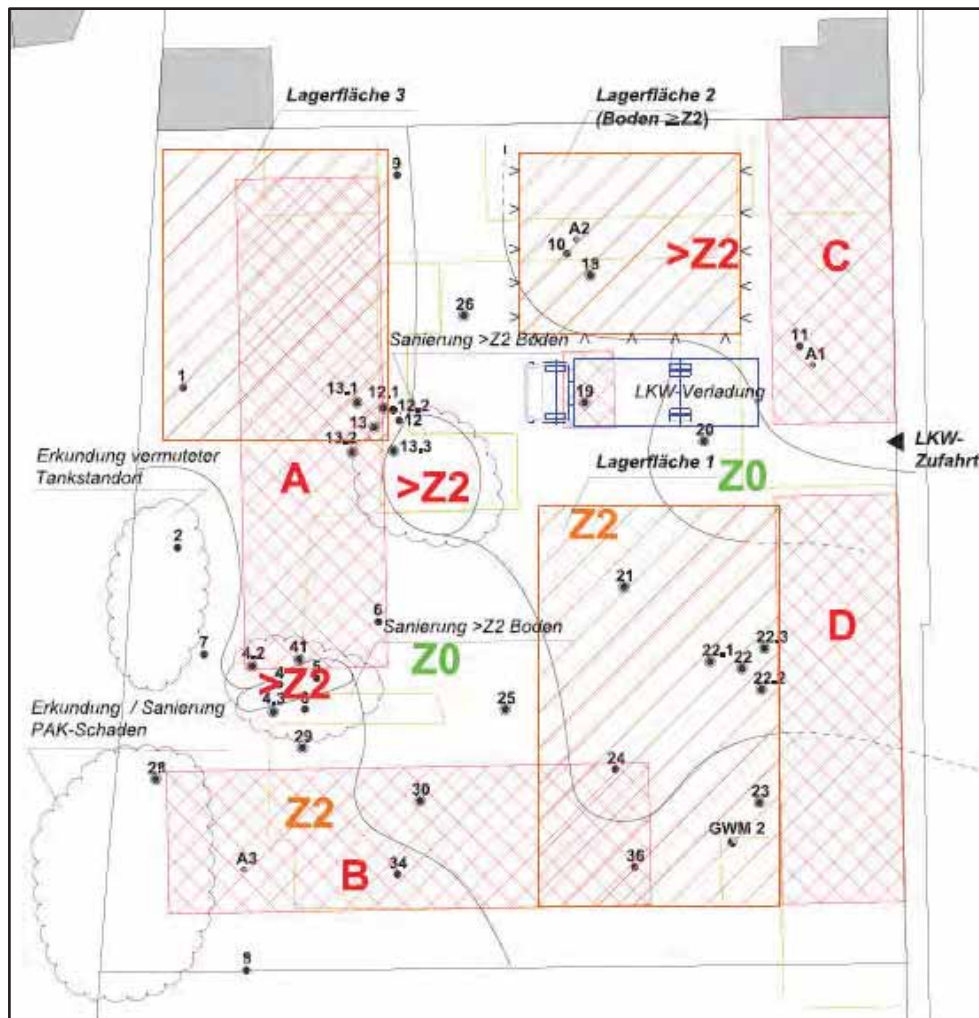 Lagerfläche 3
Lagerfläche 2
(Boden ≥Z2)
9
A2
10
18
>Z2
C
26
Sanierung >Z2 Boden
11
A1
1
13.1
12.1
12.2
12
13
13.2
13.3
19
LKW-Verladung
20
LKW-
Zufahrt
Erkundung vermuteter
Tankstandort
A
>Z2
Lagerfläche 1
Z0
Z2
2
21
6
Sanierung >Z2 Boden
D
7
4.2
41
4
5
>Z2
Z0
22.1
22
22.3
22.2
4.3
25
Erkundung / Sanierung
PAK-Schaden
29
28
24
30
23
Z2
GWM 2
A3
B
34
36